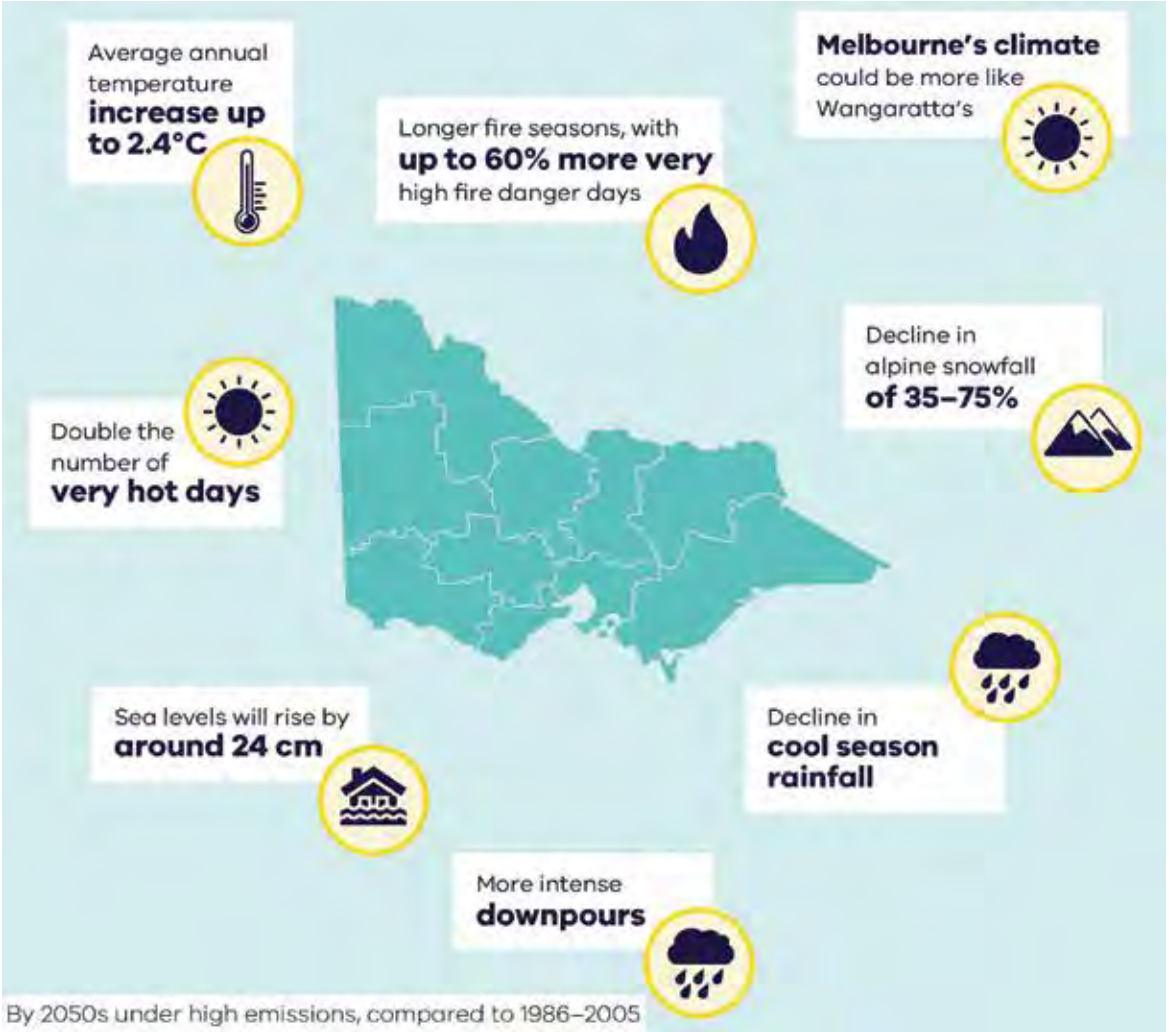 Average annual
temperature
increase up
to 2.4°C
Longer fire seasons, with
up to 60% more very
high fire danger days
Melbourne's climate
could be more like
Wangaratta's
Decline in
alpine snowfall
of 35–75%
Double the
number of
very hot days
Sea levels will rise by
around 24 cm
Decline in
cool season
rainfall
More intense
downpours
By 2050s under high emissions, compared to 1986–2005